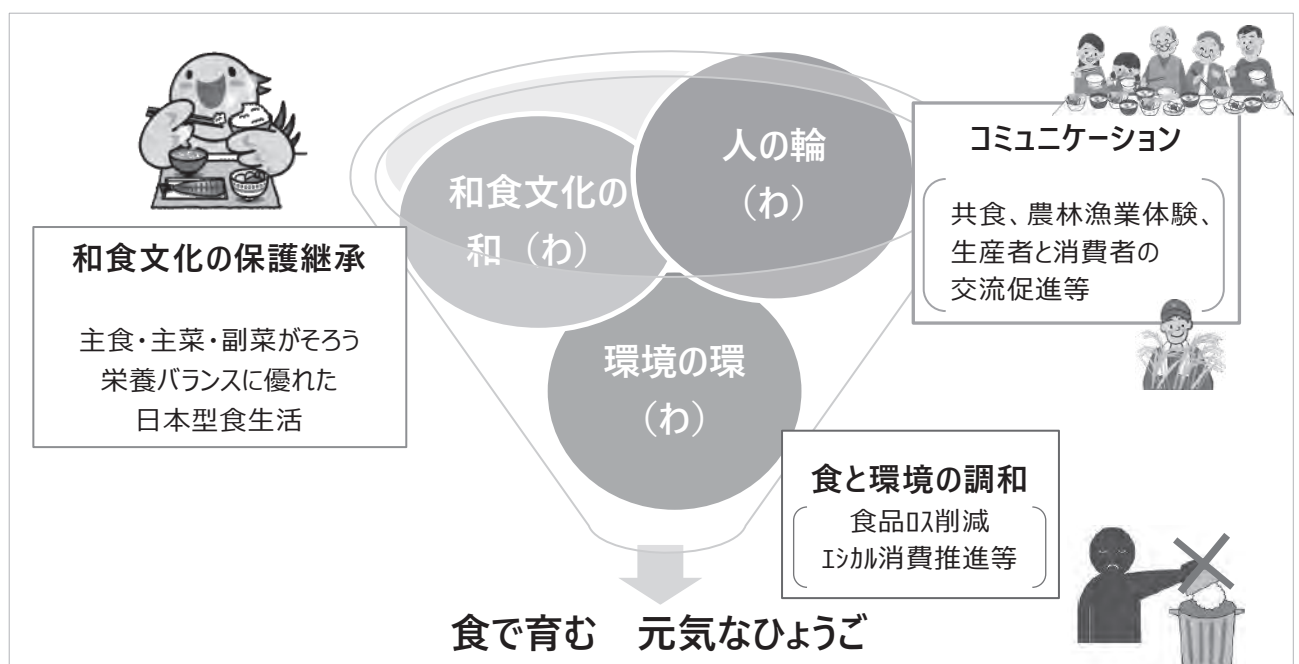 和食文化の
和（わ）
人の輪
（わ）
環境の環
（わ）
和食文化の保護継承
主食・主菜・副菜がそろう
栄養バランスに優れた
日本型食生活
コミュニケーション
共食、農林漁業体験、
生産者と消費者の
交流促進等
食と環境の調和
食品ﾛｽ削減
ｴｼｶﾙ消費推進等
食で育む　元気なひょうご